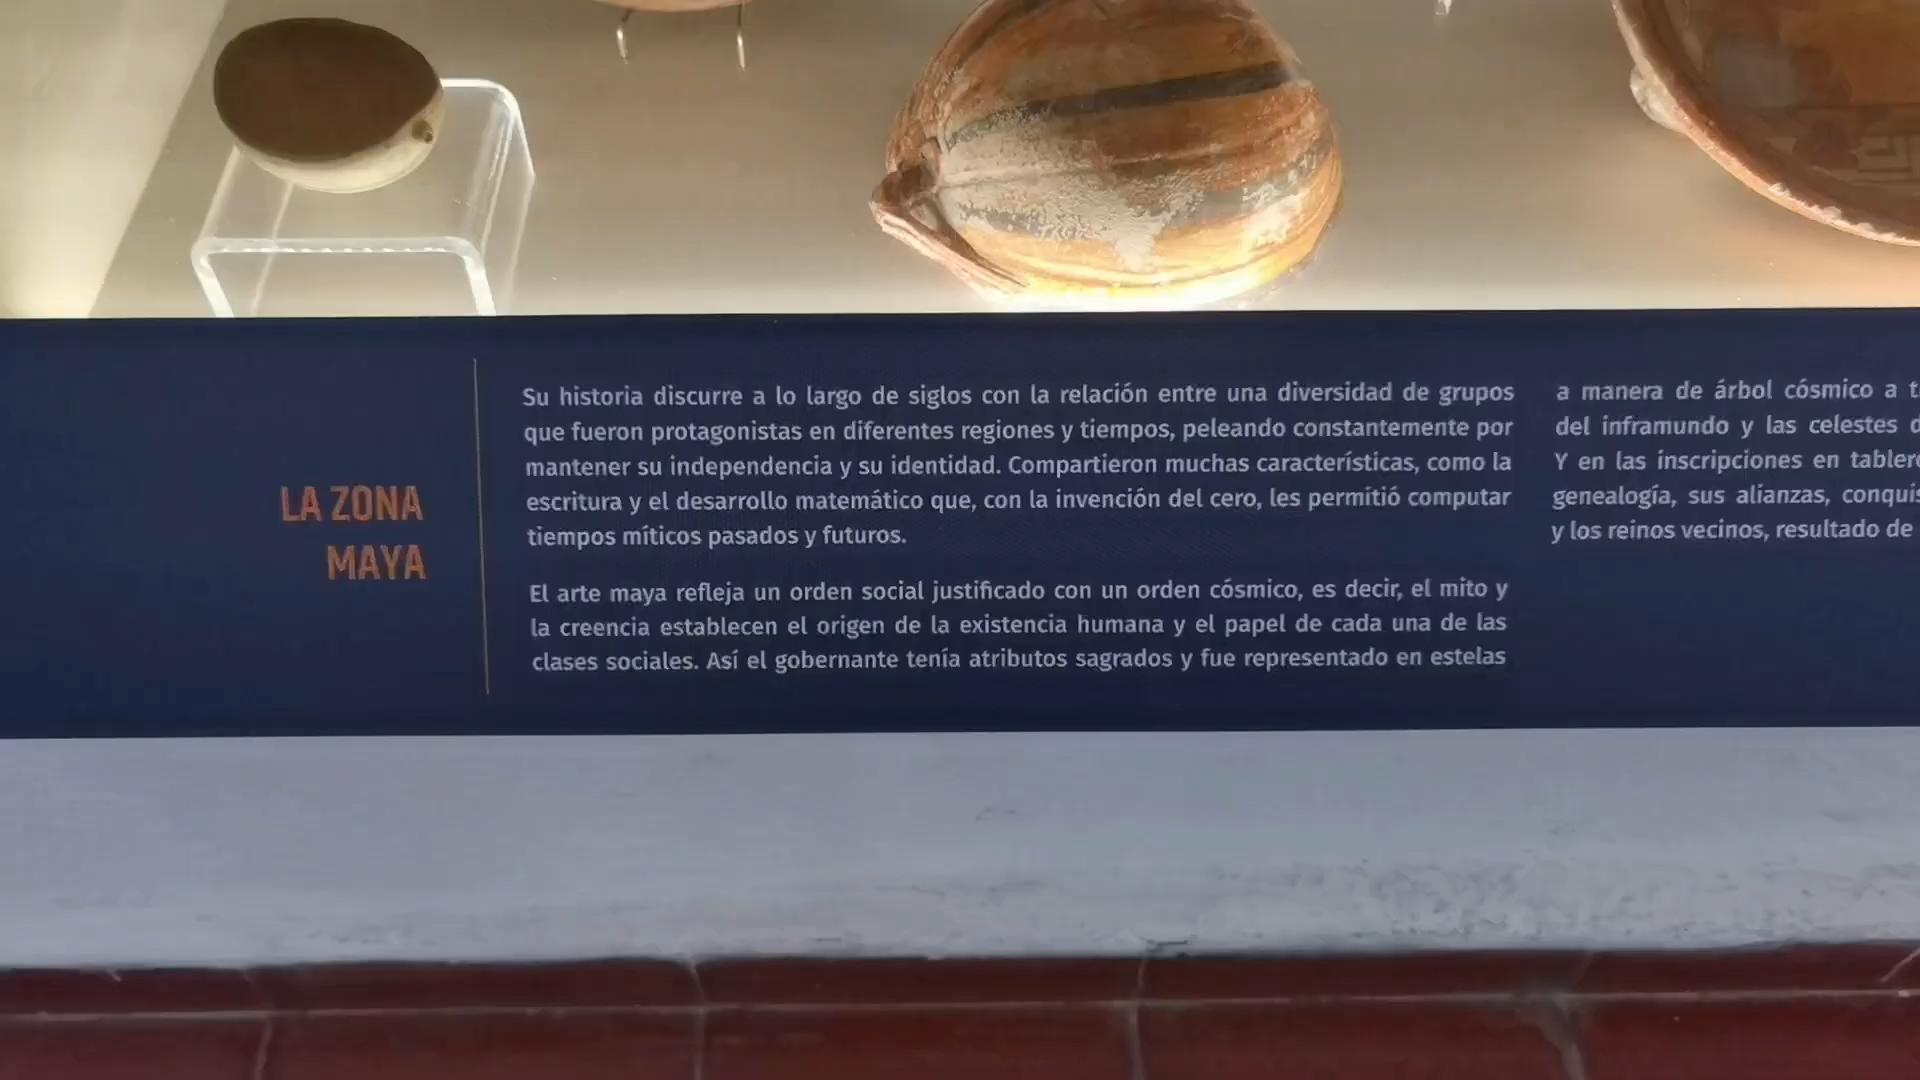 LA ZONA
MAYA
Su historia discurre a lo largo de siglos con la relación entre una diversidad de grupos
que fueron protagonistas en diferentes regiones y tiempos, peleando constantemente por
mantener su independencia y su identidad. Compartieron muchas características, como la
escritura y el desarrollo matemático que, con la invención del cero, les permitió computar
tiempos míticos pasados y futuros.
El arte maya refleja un orden social justificado con un orden cósmico, es decir, el mito y
la creencia establecen el origen de la existencia humana y el papel de cada una de las
clases sociales. Así el gobernante tenía atributos sagrados y fue representado en estelas
a manera de árbol cósmico a
del inframundo y las celestes
Y en las inscripciones en
genealogía, sus alianzas,
y los reinos vecinos, resultado de